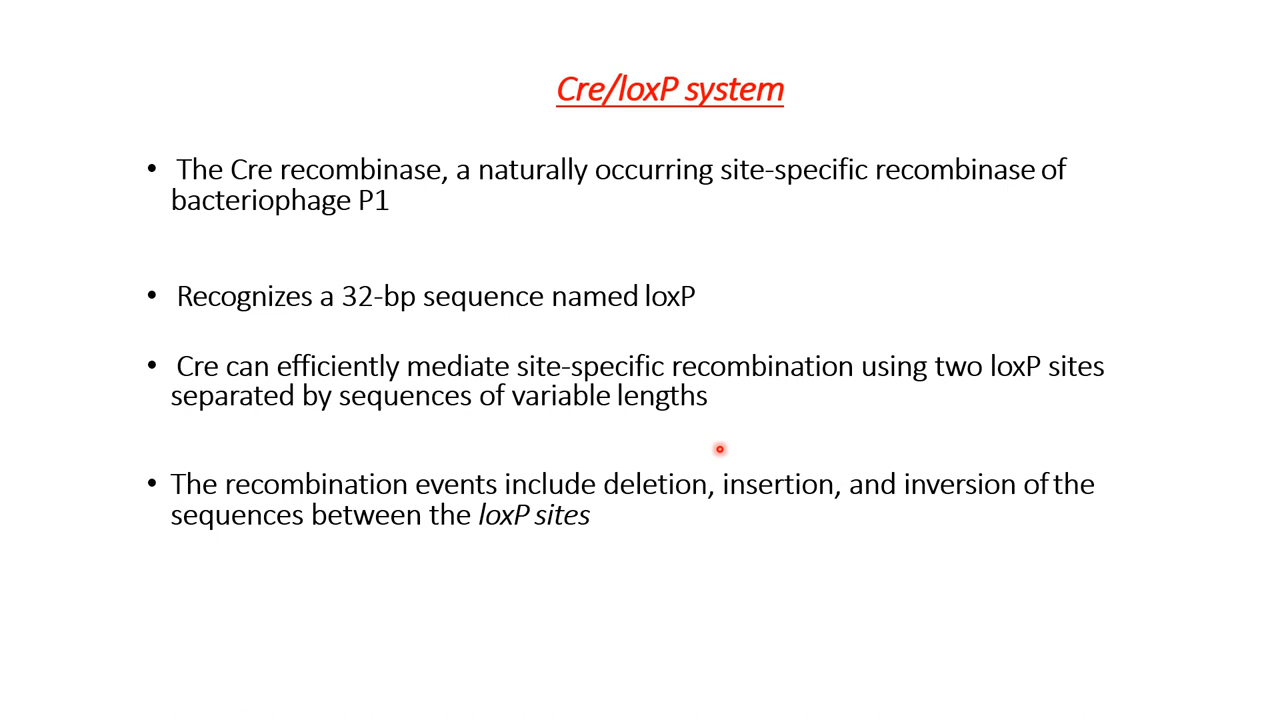 Cre/loxP system
• The Cre recombinase, a naturally occurring site-specific recombinase of
bacteriophage P1
• Recognizes a 32-bp sequence named loxP
• Cre can efficiently mediate site-specific recombination using two loxP sites
separated by sequences of variable lengths
• The recombination events include deletion, insertion, and inversion of the
sequences between the loxP sites